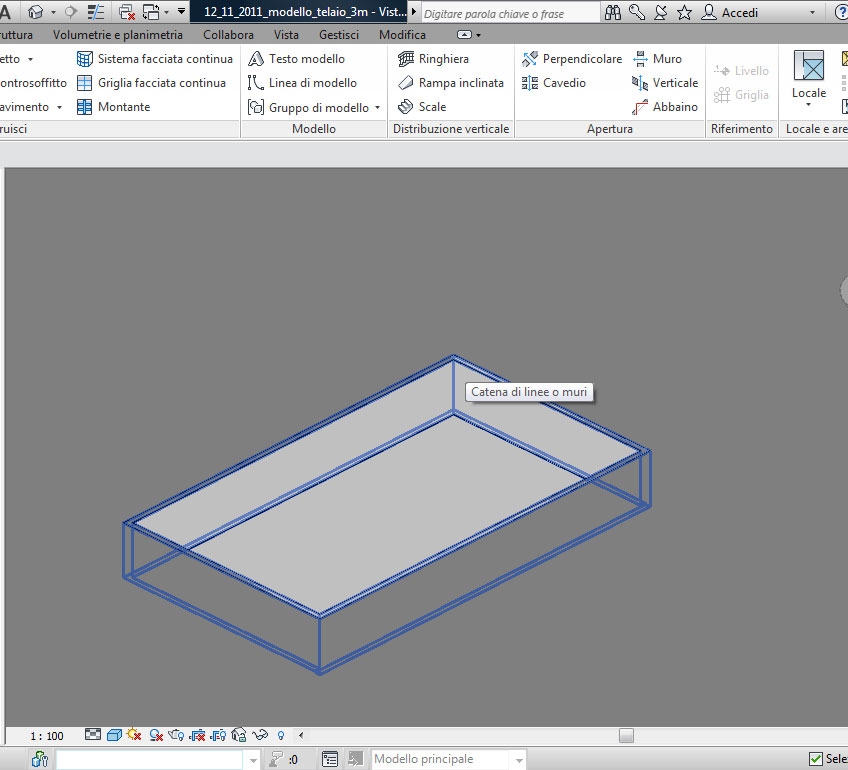 12_11_2011_modello_telaio_3m - Vist...
Digitare parola chiave o frase
Accedi
ruttura Volumetrie e planimetria Collabora Vista Gestisci Modifica
etto Sistema facciata continua Testo modello Ringhiera Perpendicolare Muro Livello
ontrosoffitto Griglia facciata continua Linea di modello Rampa inclinata Cavedio Verticale Griglia Locale
avimento Montante Gruppo di modello Scale Abbaino
ruisci Modello Distribuzione verticale Apertura Riferimento Locale e are
Catena di linee o muri
1 : 100
:0 Modello principale Sele